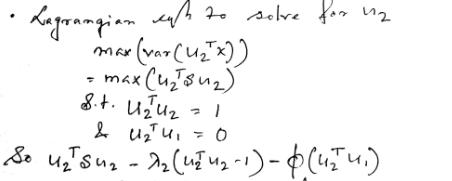 • Lagrangian eqn to solve for u₂
max(var(u₂ᵀx))
= max(u₂ᵀSu₂)
s.t. u₂ᵀu₂ = 1
& u₂ᵀu₁ = 0
So u₂ᵀSu₂ - λ₂(u₂ᵀu₂ - 1) - ϕ(u₂ᵀu₁)